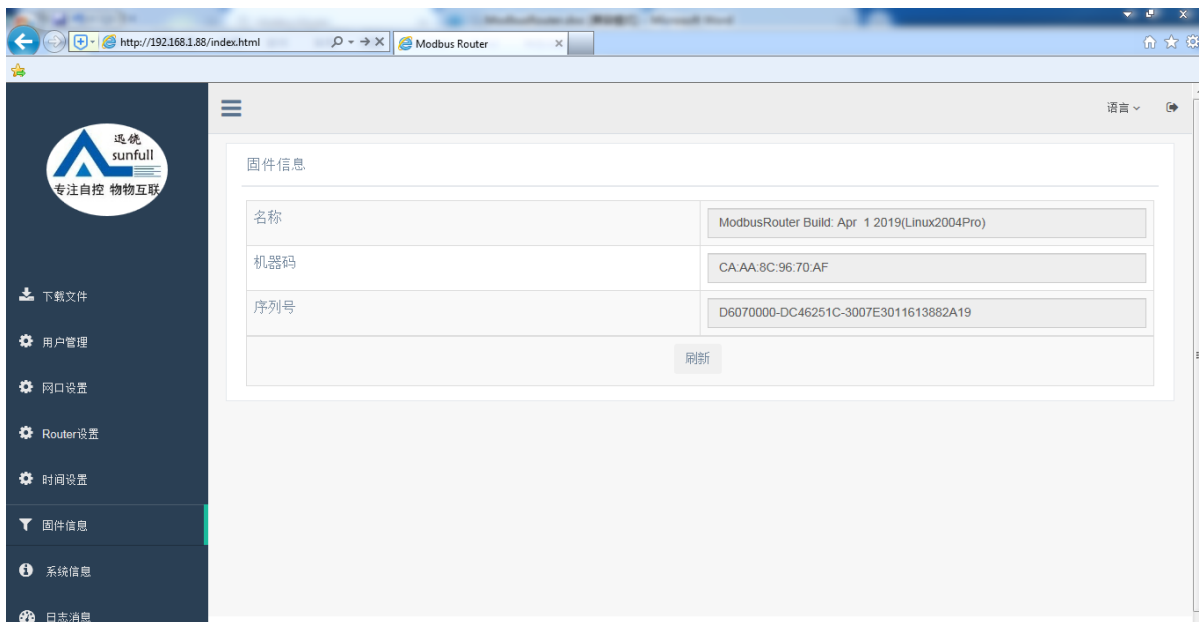 http://192.168.1.88/index.html
Modbus Router
迅饶
sunfull
专注自控 物物互联
语言
固件信息
名称
ModbusRouter Build: Apr 1 2019(Linux2004Pro)
机器码
CA:AA:8C:96:70:AF
序列号
D6070000-DC46251C-3007E3011613882A19
刷新
下载文件
用户管理
网口设置
Router设置
时间设置
固件信息
系统信息
日志消息